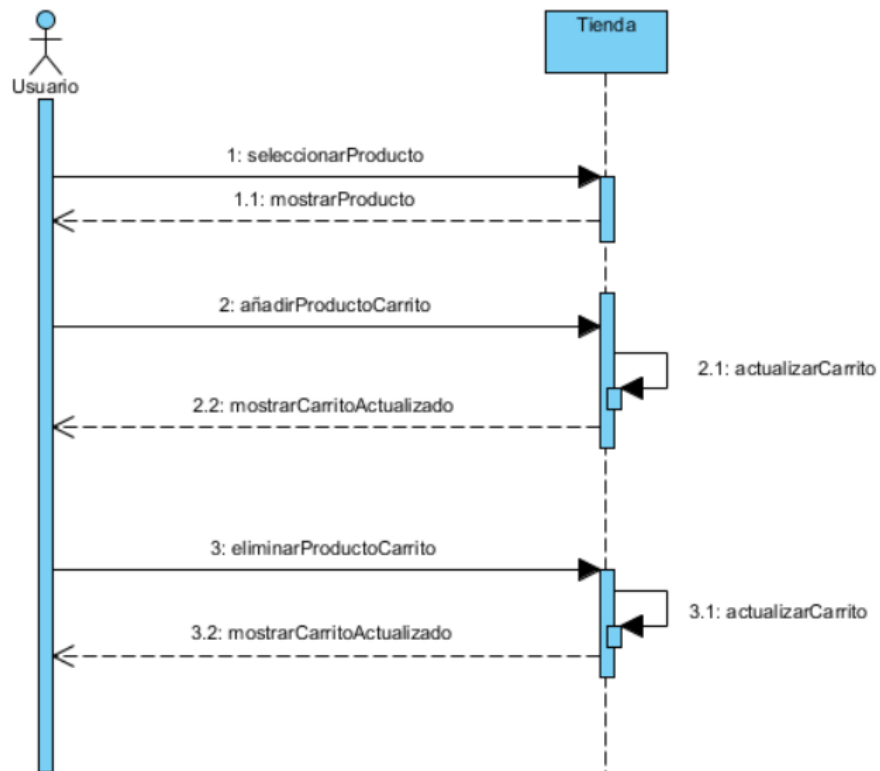 Tienda
Usuario
1: seleccionarProducto
1.1: mostrarProducto
2: añadirProductoCarrito
2.1: actualizarCarrito
2.2: mostrarCarritoActualizado
3: eliminarProductoCarrito
3.1: actualizarCarrito
3.2: mostrarCarritoActualizado